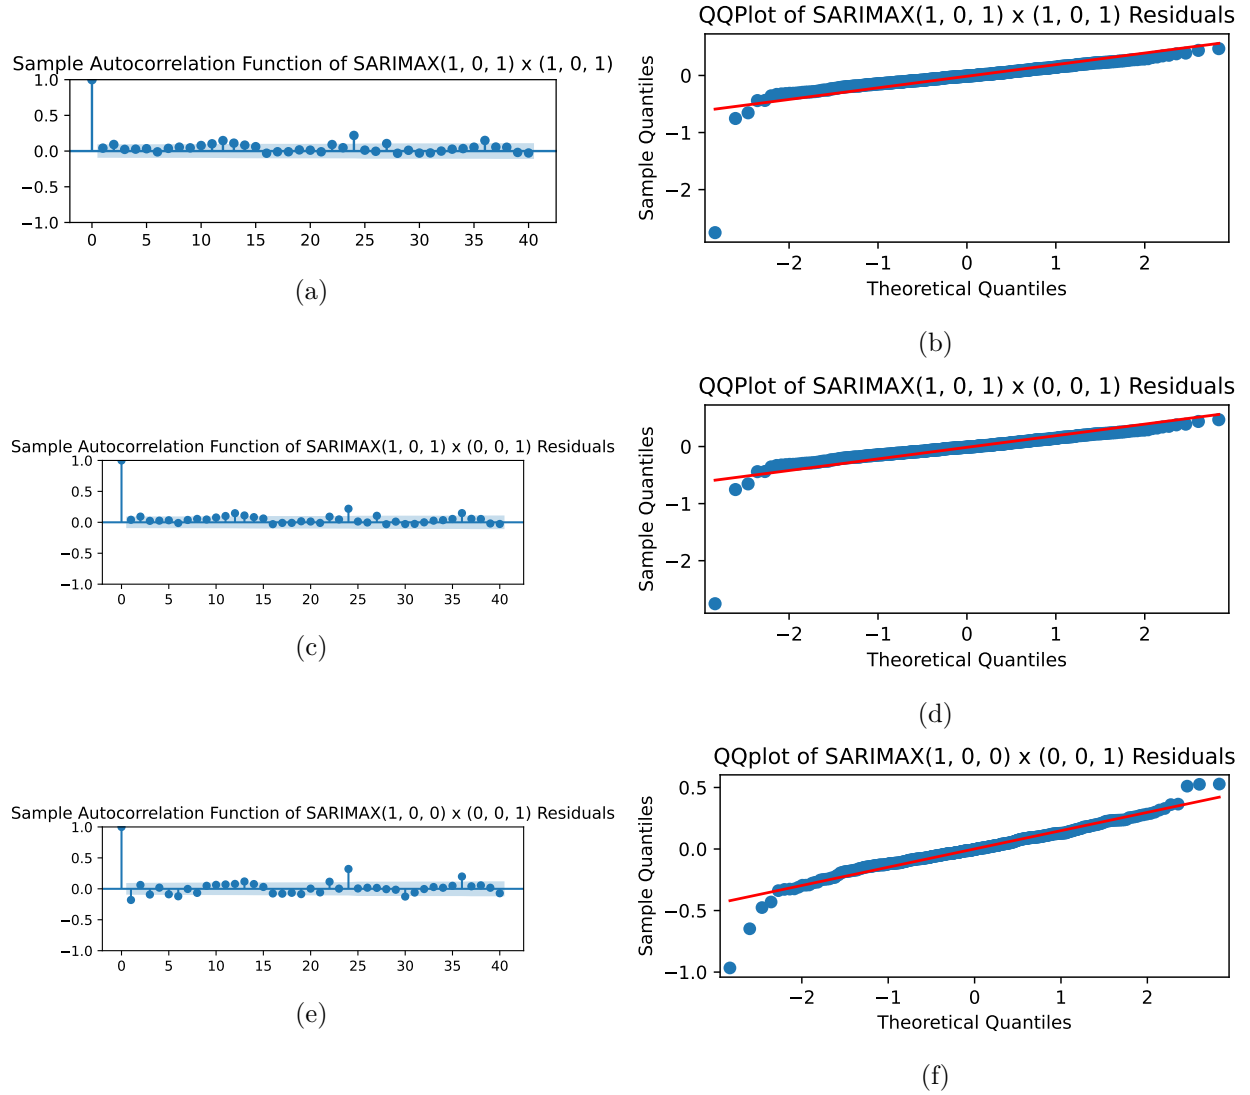 Sample Autocorrelation Function of SARIMAX(1, 0, 1) x (1, 0, 1)
1.0
0.5
0.0
−0.5
−1.0
0 5 10 15 20 25 30 35 40
(a)
QQPlot of SARIMAX(1, 0, 1) x (1, 0, 1) Residuals
Sample Quantiles
0
−1
−2
−2 −1 0 1 2
Theoretical Quantiles
(b)
Sample Autocorrelation Function of SARIMAX(1, 0, 1) x (0, 0, 1) Residuals
1.0
0.5
0.0
−0.5
−1.0
0 5 10 15 20 25 30 35 40
(c)
QQPlot of SARIMAX(1, 0, 1) x (0, 0, 1) Residuals
Sample Quantiles
0
−1
−2
−2 −1 0 1 2
Theoretical Quantiles
(d)
Sample Autocorrelation Function of SARIMAX(1, 0, 0) x (0, 0, 1) Residuals
1.0
0.5
0.0
−0.5
−1.0
0 5 10 15 20 25 30 35 40
(e)
QQplot of SARIMAX(1, 0, 0) x (0, 0, 1) Residuals
Sample Quantiles
0.5
0.0
−0.5
−1.0
−2 −1 0 1 2
Theoretical Quantiles
(f)